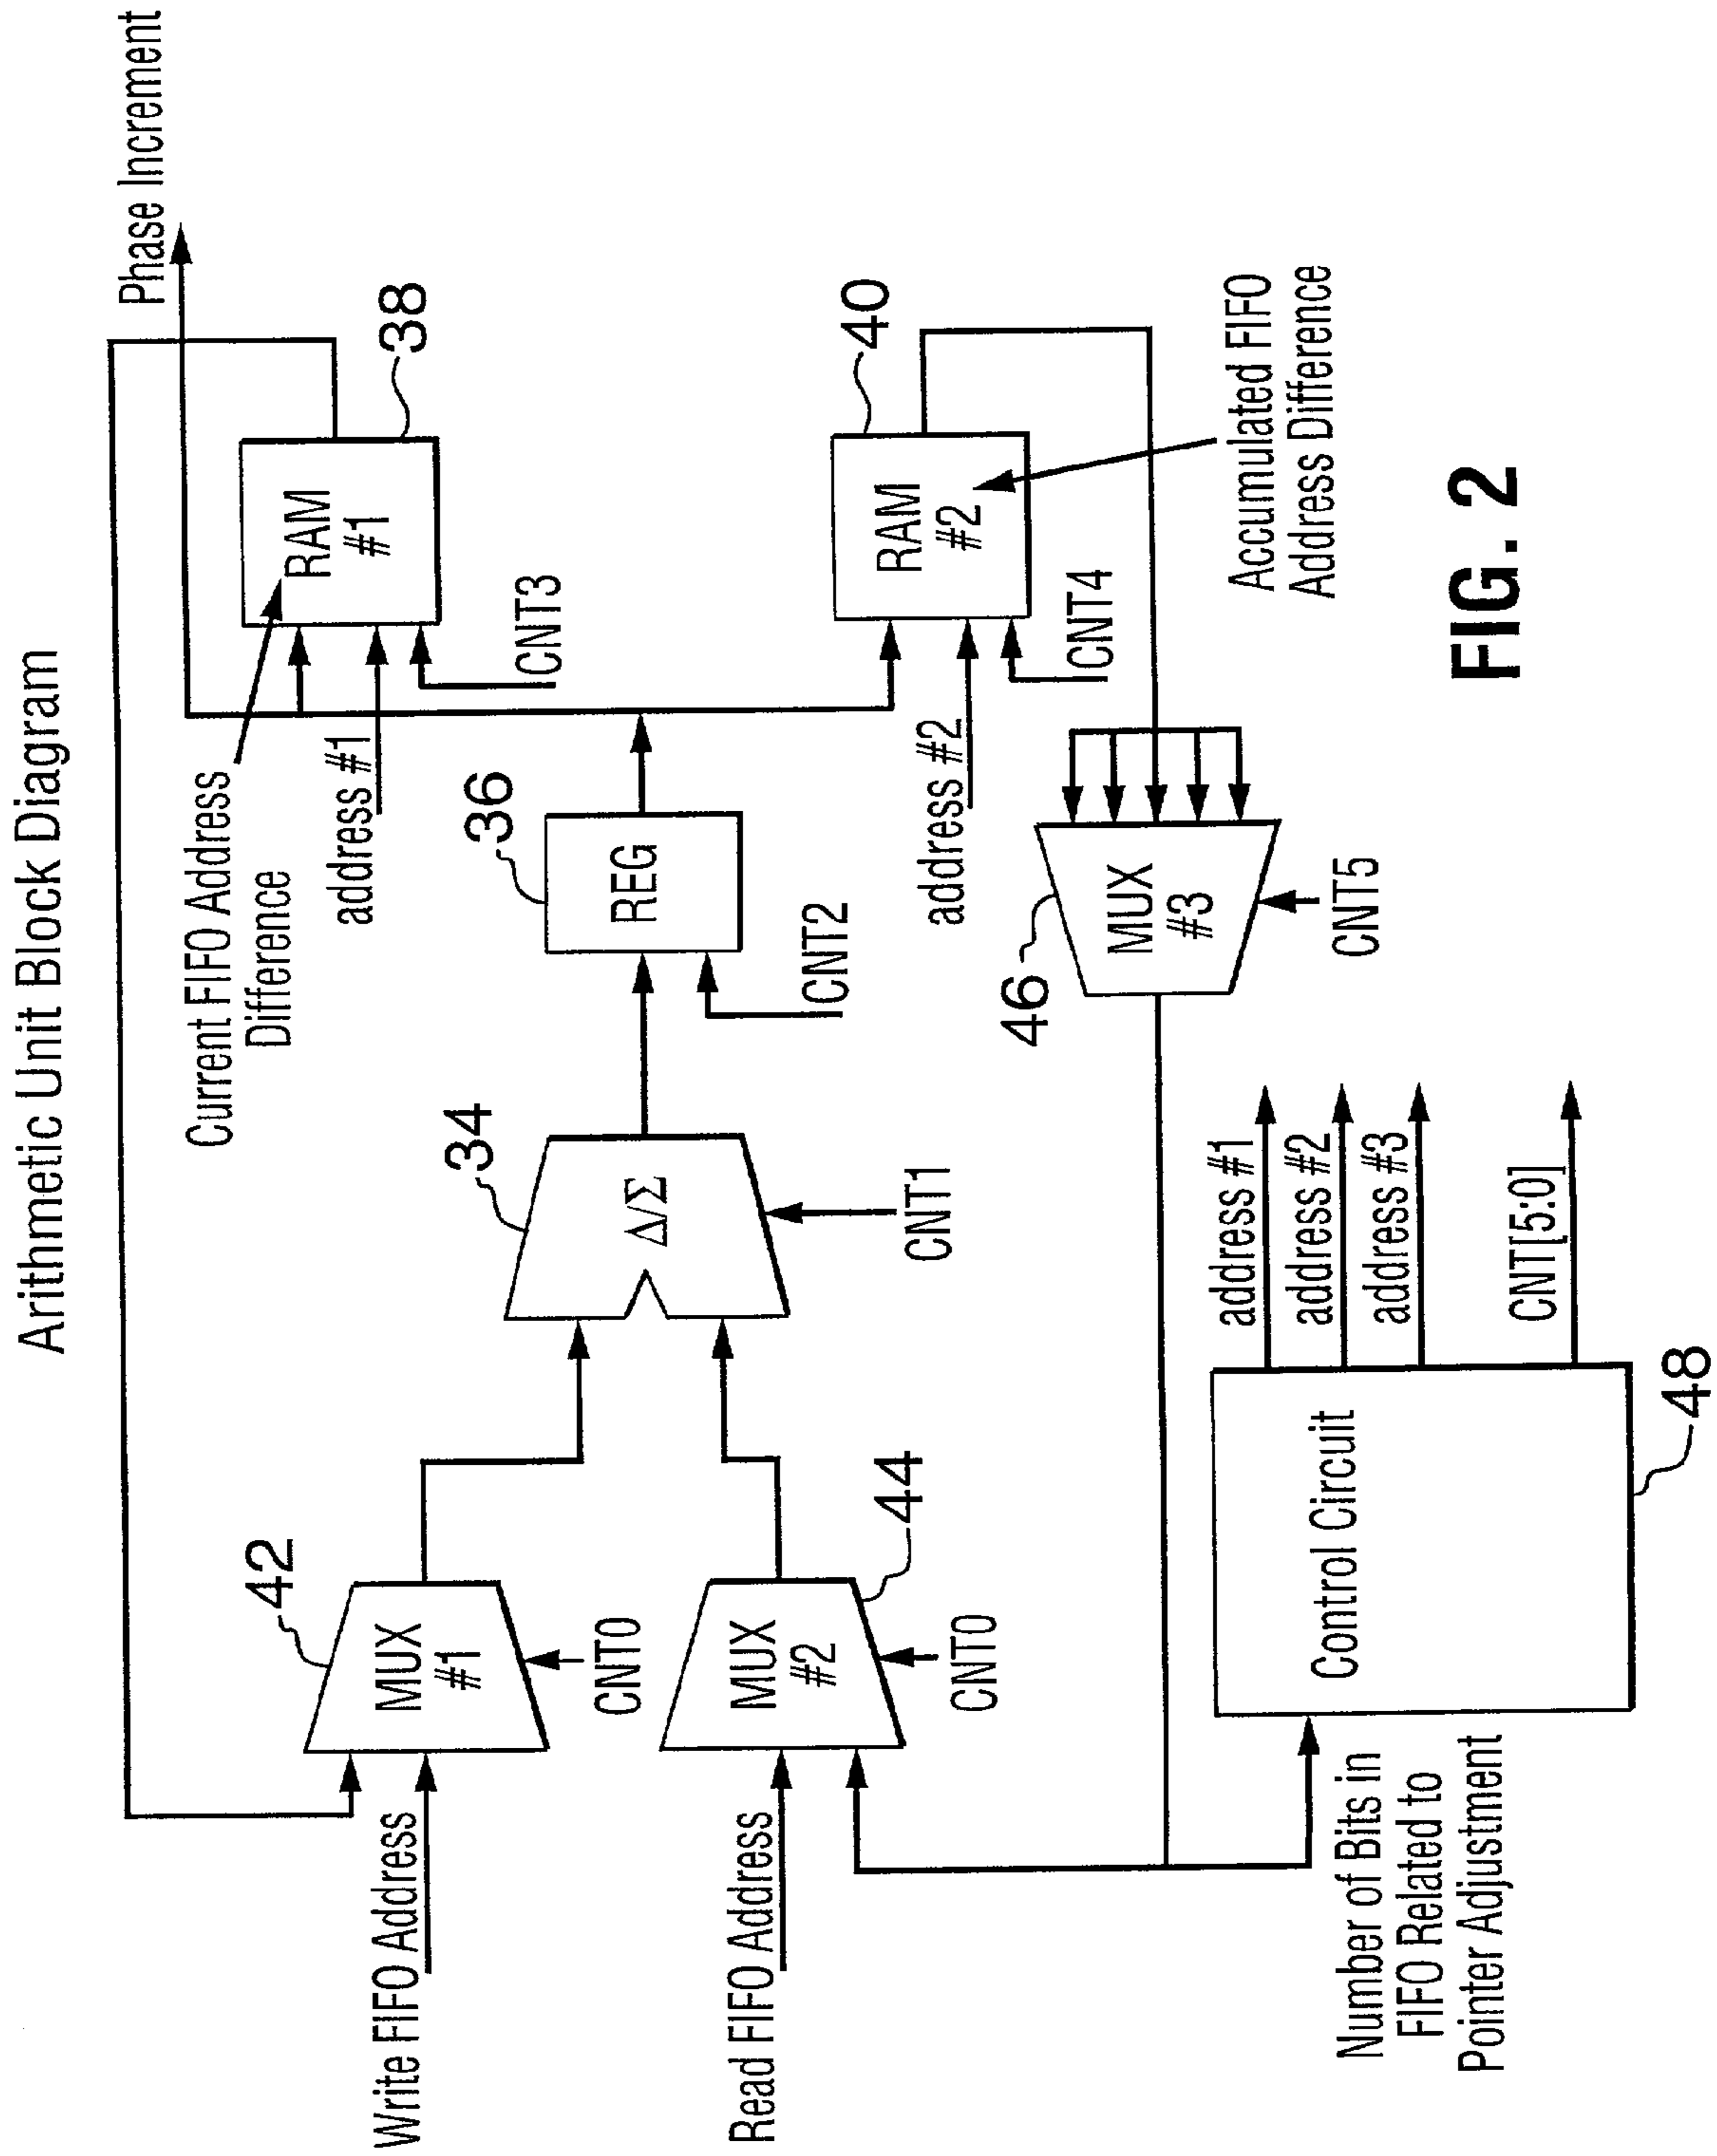 Arithmetic Unit Block Diagram
Phase Increment
Current FIFO Address
Difference
RAM
#1
38
address #1
CNT3
42
MUX
#1
CNT0
Write FIFO Address
34
Δ/Σ
CNT1
36
REG
CNT2
40
RAM
#2
address #2
CNT4
Accumulated FIFO
Address Difference
Read FIFO Address
MUX
#2
44
CNT0
46
MUX
#3
CNT5
Number of Bits in
FIFO Related to
Pointer Adjustment
Control Circuit
48
address #1
address #2
address #3
CNT[5:0]
FIG. 2